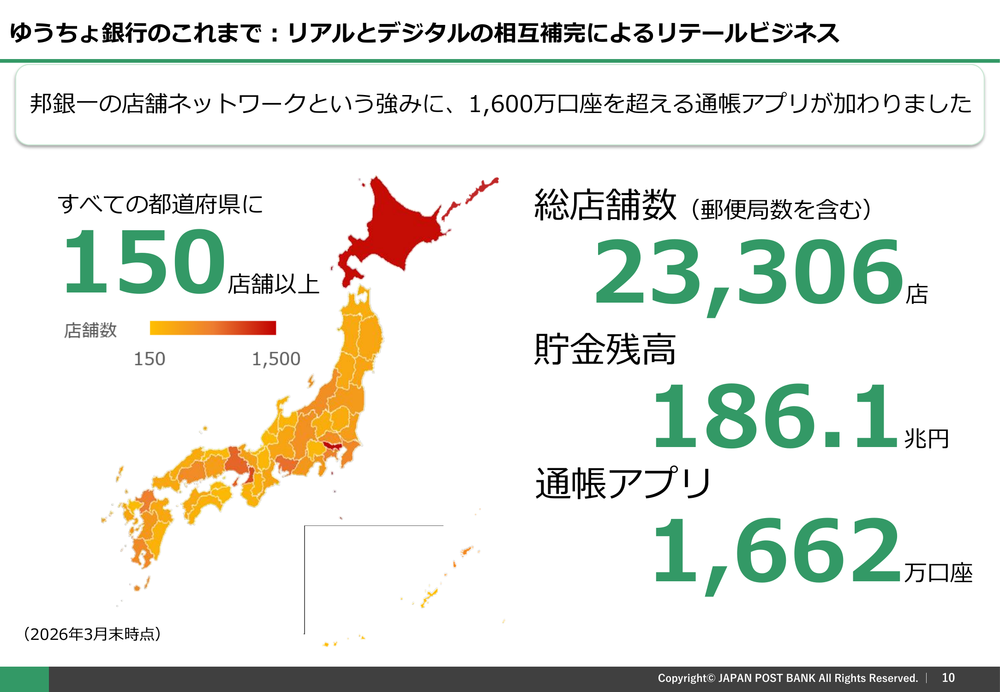 ゆうちょ銀行のこれまで：リアルとデジタルの相互補完によるリテールビジネス
邦銀一の店舗ネットワークという強みに、1,600万口座を超える通帳アプリが加わりました
すべての都道府県に
150店舗以上
店舗数
150 1,500
総店舗数（郵便局数を含む）
23,306店
貯金残高
186.1兆円
通帳アプリ
1,662万口座
（2026年3月末時点）
Copyright© JAPAN POST BANK All Rights Reserved. | 10